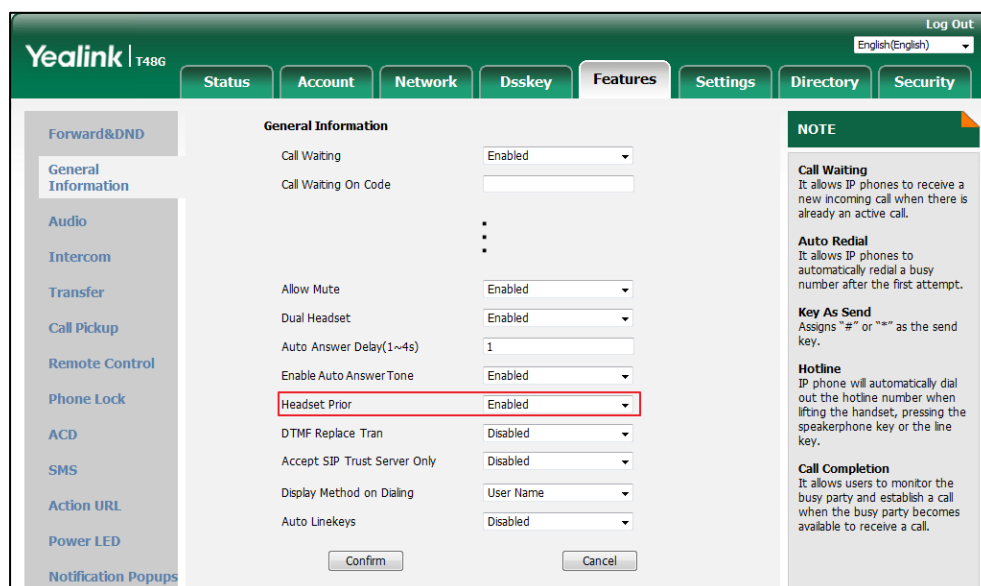 Log Out
English(English)
Yealink T48G
Status Account Network Dsskey Features Settings Directory Security
Forward&DND
General
Information
Audio
Intercom
Transfer
Call Pickup
Remote Control
Phone Lock
ACD
SMS
Action URL
Power LED
Notification Popups
General Information
Call Waiting Enabled
Call Waiting On Code
Allow Mute Enabled
Dual Headset Enabled
Auto Answer Delay(1~4s) 1
Enable Auto Answer Tone Enabled
Headset Prior Enabled
DTMF Replace Tran Disabled
Accept SIP Trust Server Only Disabled
Display Method on Dialing User Name
Auto Linekeys Disabled
Confirm Cancel
NOTE
Call Waiting
It allows IP phones to receive a
new incoming call when there is
already an active call.
Auto Redial
It allows IP phones to
automatically redial a busy
number after the first attempt.
Key As Send
Assigns "#" or "*" as the send
key.
Hotline
IP phone will automatically dial
out the hotline number when
lifting the handset, pressing the
speakerphone key or the line
key.
Call Completion
It allows users to monitor the
busy party and establish a call
when the busy party becomes
available to receive a call.